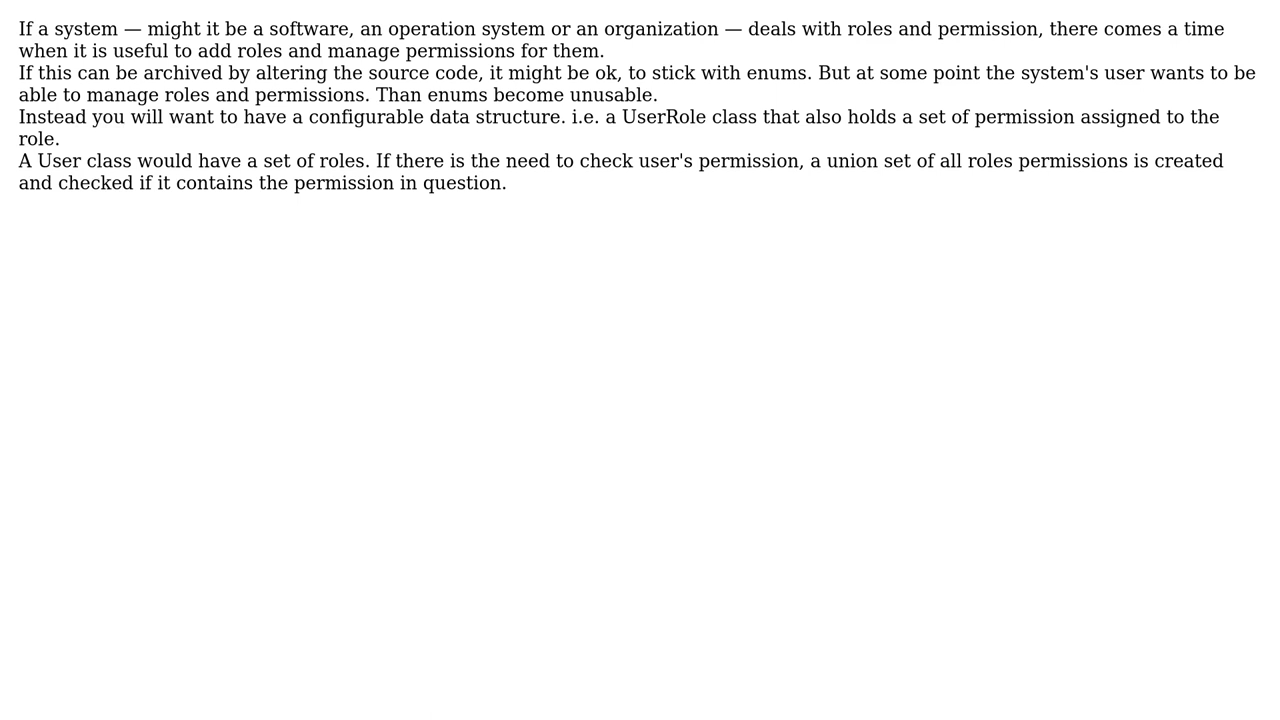 If a system — might it be a software, an operation system or an organization — deals with roles and permission, there comes a time
when it is useful to add roles and manage permissions for them.
If this can be archived by altering the source code, it might be ok, to stick with enums. But at some point the system's user wants to be
able to manage roles and permissions. Than enums become unusable.
Instead you will want to have a configurable data structure. i.e. a UserRole class that also holds a set of permission assigned to the
role.
A User class would have a set of roles. If there is the need to check user's permission, a union set of all roles permissions is created
and checked if it contains the permission in question.